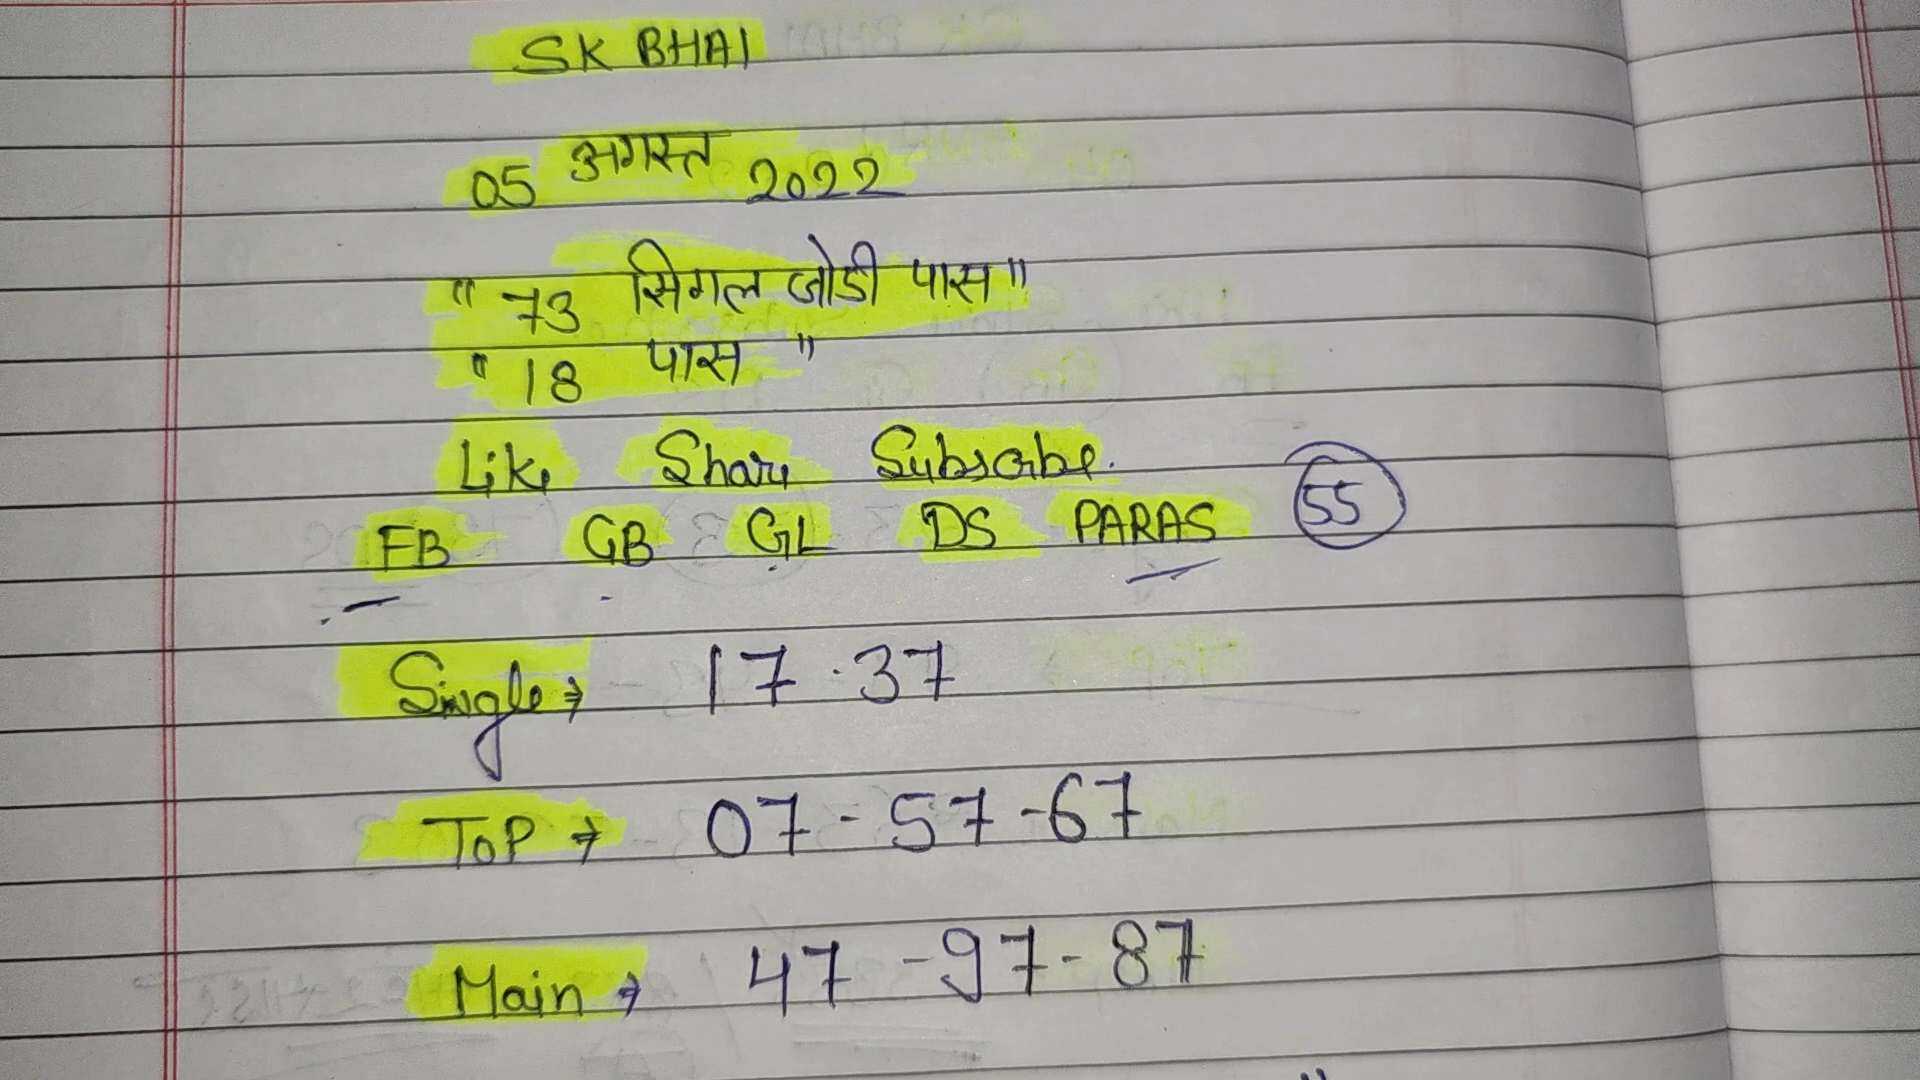 SK BHAI
05 अगस्त 2022
" 73 सिगल जोडी पास "
" 18 पास "
Like Share Subscribe.
FB GB GL DS PARAS 55
Single → 17 · 37
TOP → 07 - 57 - 67
Main → 47 - 97 - 87